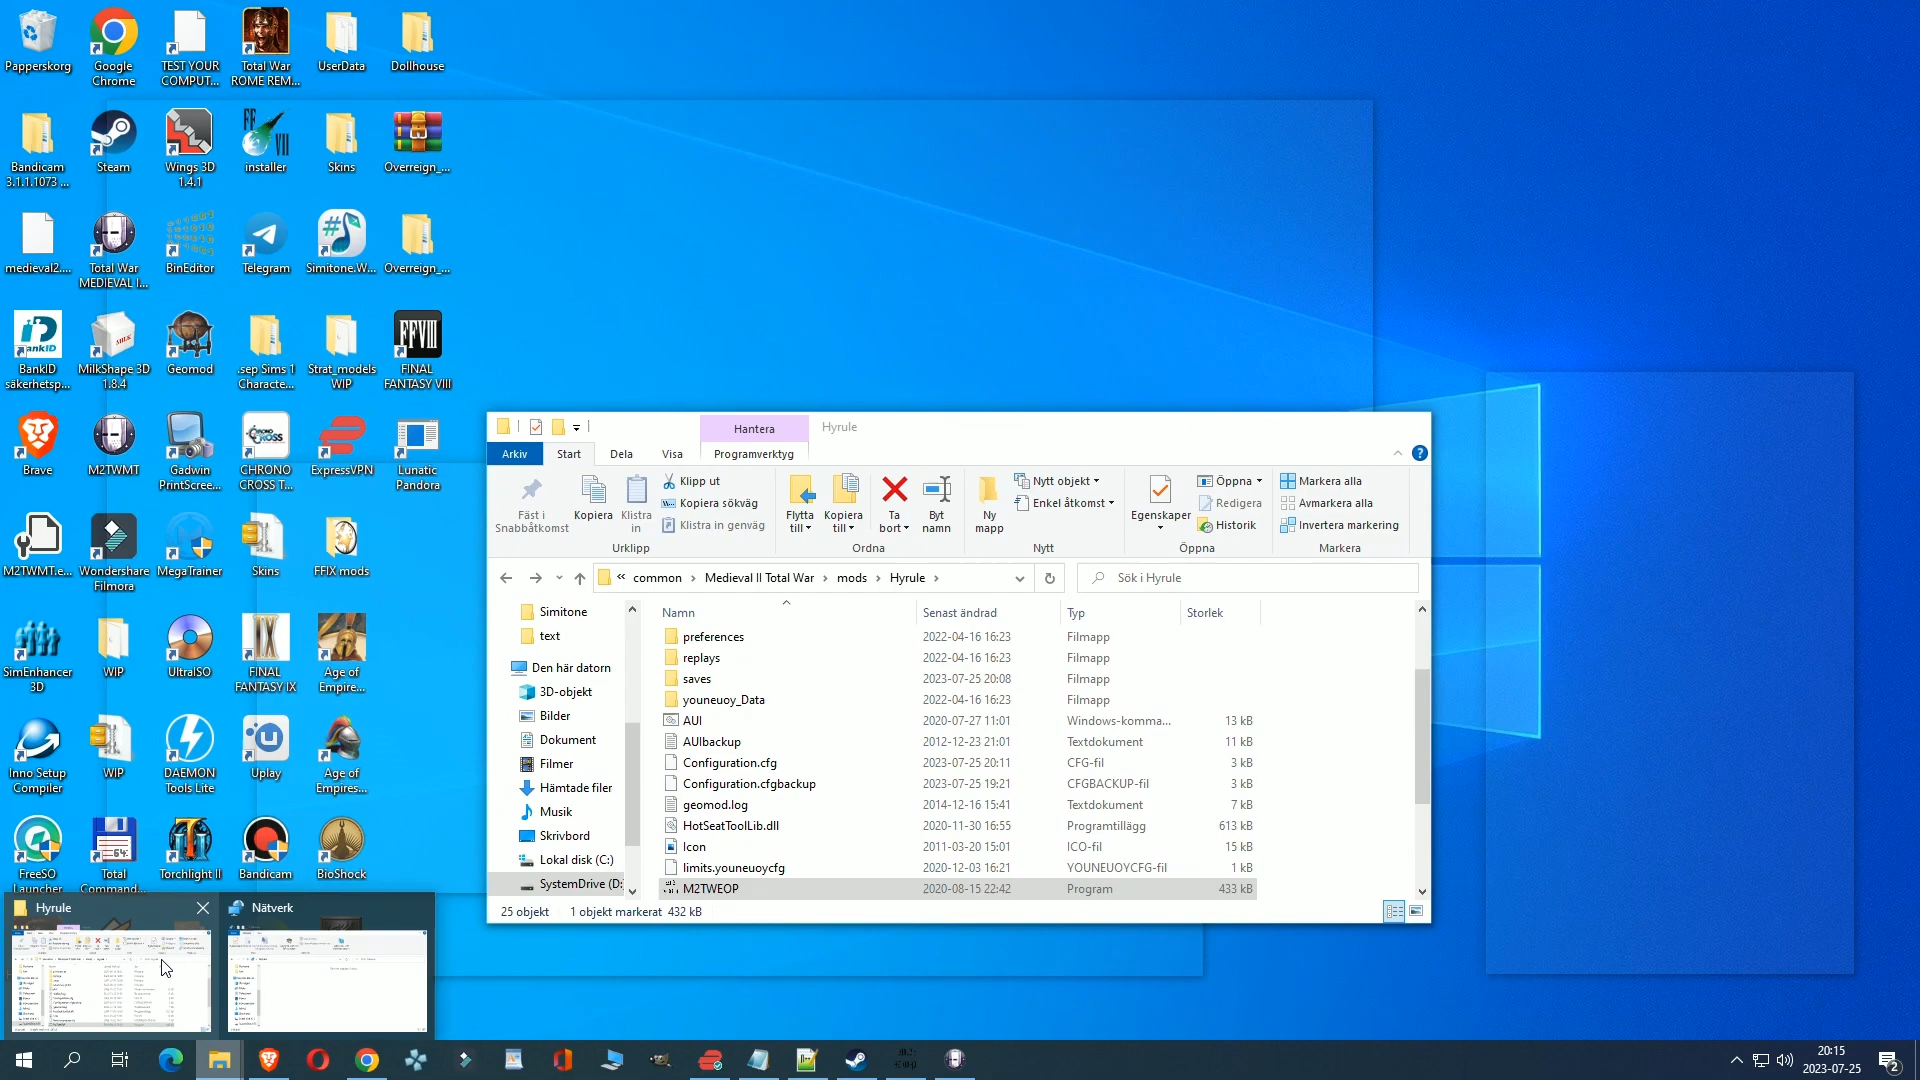 Papperskorg
Google
Chrome
TEST YOUR
COMPUT...
Total War
ROME REM...
UserData
Dollhouse
Bandicam
3.1.1.1073 ...
Steam
Wings 3D
1.4.1
installer
Skins
Overreign_...
medieval2....
Total War
MEDIEVAL I...
BinEditor
Telegram
Simitone.W...
Overreign_...
BankID
säkerhetsp...
MilkShape 3D
1.8.4
Geomod
.sep Sims 1
Characte...
Strat_models
WIP
FINAL
FANTASY VIII
Brave
M2TWMT
Gadwin
PrintScree...
CHRONO
CROSS T...
ExpressVPN
Lunatic
Pandora
M2TWMT.e...
Wondershare
Filmora
MegaTrainer
Skins
FFIX mods
SimEnhancer
3D
WIP
UltraISO
FINAL
FANTASY IX
Age of
Empire...
Inno Setup
Compiler
WIP
DAEMON
Tools Lite
Uplay
Age of
Empires...
FreeSO
Launcher
Total
Command...
Torchlight II
Bandicam
BioShock
Hantera
Hyrule
Arkiv
Start
Dela
Visa
Programverktyg
Fäst i
Snabbåtkomst
Kopiera
Klistra
in
Klipp ut
Kopiera sökväg
Klistra in genväg
Urklipp
Flytta
till
Kopiera
till
Ta
bort
Byt
namn
Ordna
Ny
mapp
Nytt objekt
Enkel åtkomst
Nytt
Egenskaper
Öppna
Redigera
Historik
Öppna
Markera alla
Avmarkera alla
Invertera markering
Markera
« common › Medieval II Total War › mods › Hyrule ›
Sök i Hyrule
Simitone
text
Den här datorn
3D-objekt
Bilder
Dokument
Filmer
Hämtade filer
Musik
Skrivbord
Lokal disk (C:)
SystemDrive (D:
Namn Senast ändrad Typ Storlek
preferences 2022-04-16 16:23 Filmapp
replays 2022-04-16 16:23 Filmapp
saves 2023-07-25 20:08 Filmapp
youneuoy_Data 2022-04-16 16:23 Filmapp
AUI 2020-07-27 11:01 Windows-komma... 13 kB
AUIbackup 2012-12-23 21:01 Textdokument 11 kB
Configuration.cfg 2023-07-25 20:11 CFG-fil 3 kB
Configuration.cfgbackup 2023-07-25 19:21 CFGBACKUP-fil 3 kB
geomod.log 2014-12-16 15:41 Textdokument 7 kB
HotSeatToolLib.dll 2020-11-30 16:55 Programtillägg 613 kB
Icon 2011-03-20 15:01 ICO-fil 15 kB
limits.youneuoycfg 2020-12-03 16:21 YOUNEUOYCFG-fil 1 kB
M2TWEOP 2020-08-15 22:42 Program 433 kB
25 objekt 1 objekt markerat 432 kB
Hyrule
Nätverk
20:15
2023-07-25
2